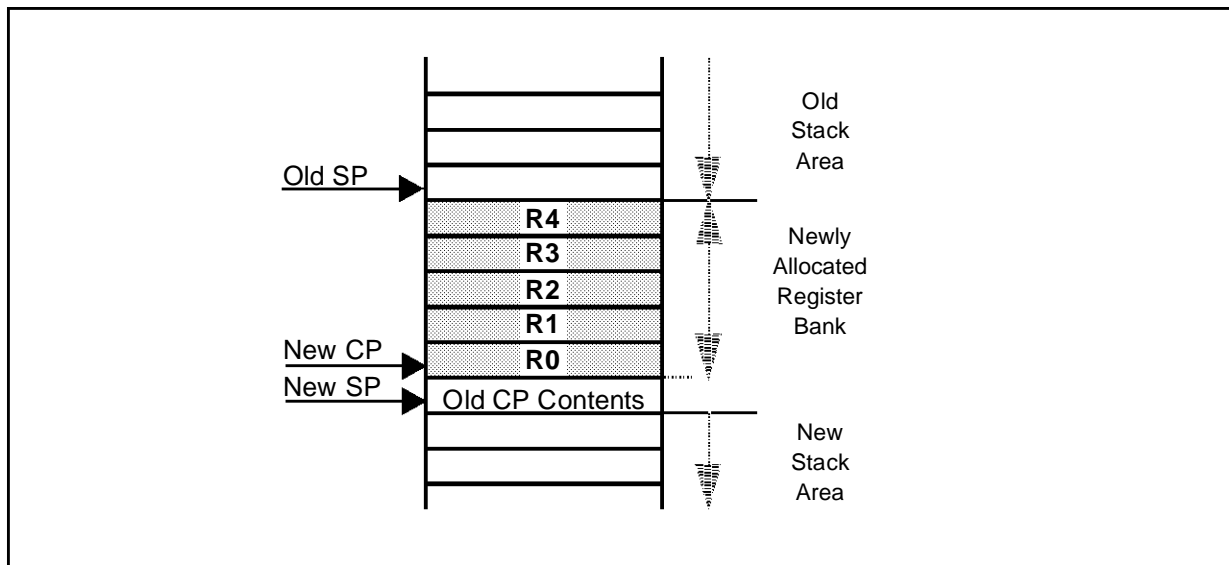 Old
Stack
Area
Old SP
R4
R3
R2
R1
R0
Newly
Allocated
Register
Bank
New CP
New SP
Old CP Contents
New
Stack
Area